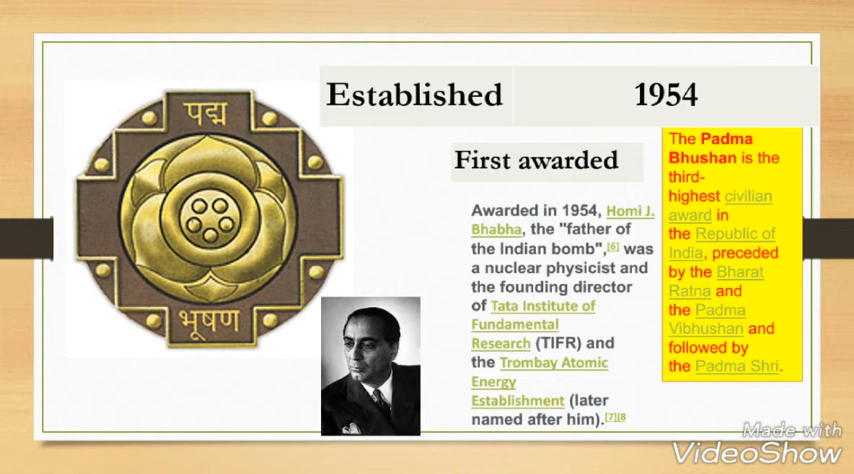 पद्म
भूषण
Established 1954
First awarded
Awarded in 1954, Homi J.
Bhabha, the "father of
the Indian bomb",[6] was
a nuclear physicist and
the founding director
of Tata Institute of
Fundamental
Research (TIFR) and
the Trombay Atomic
Energy
Establishment (later
named after him).[7][8
The Padma
Bhushan is the
third-
highest civilian
award in
the Republic of
India, preceded
by the Bharat
Ratna and
the Padma
Vibhushan and
followed by
the Padma Shri.
Made with
VideoShow